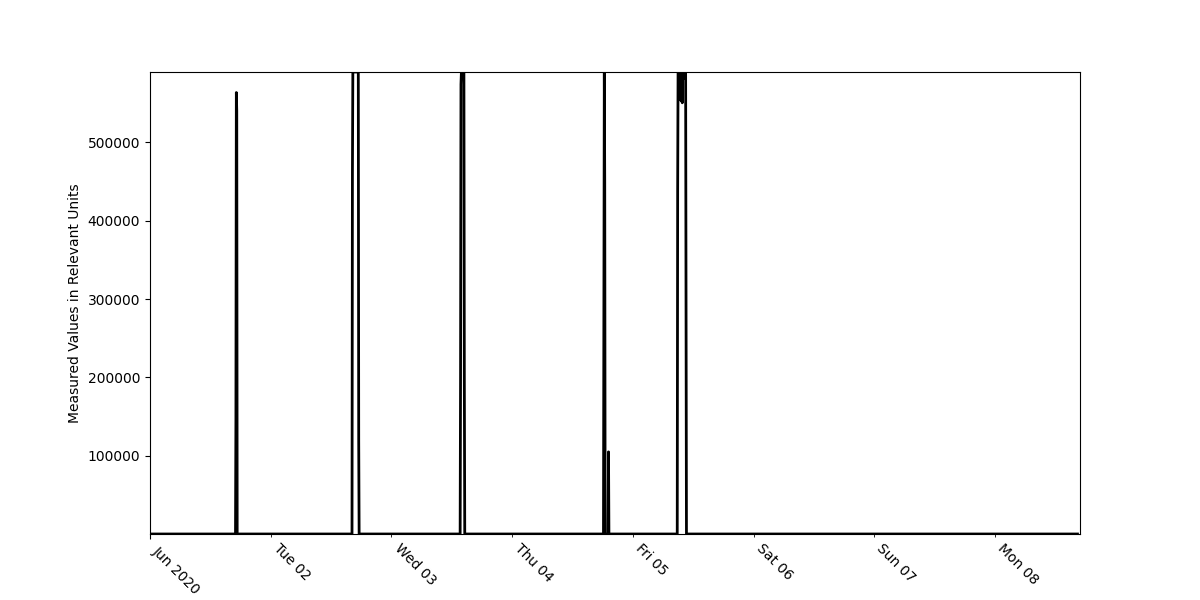 500000
400000
300000
200000
100000
Measured Values in Relevant Units
Jun 2020
Tue 02
Wed 03
Thu 04
Fri 05
Sat 06
Sun 07
Mon 08